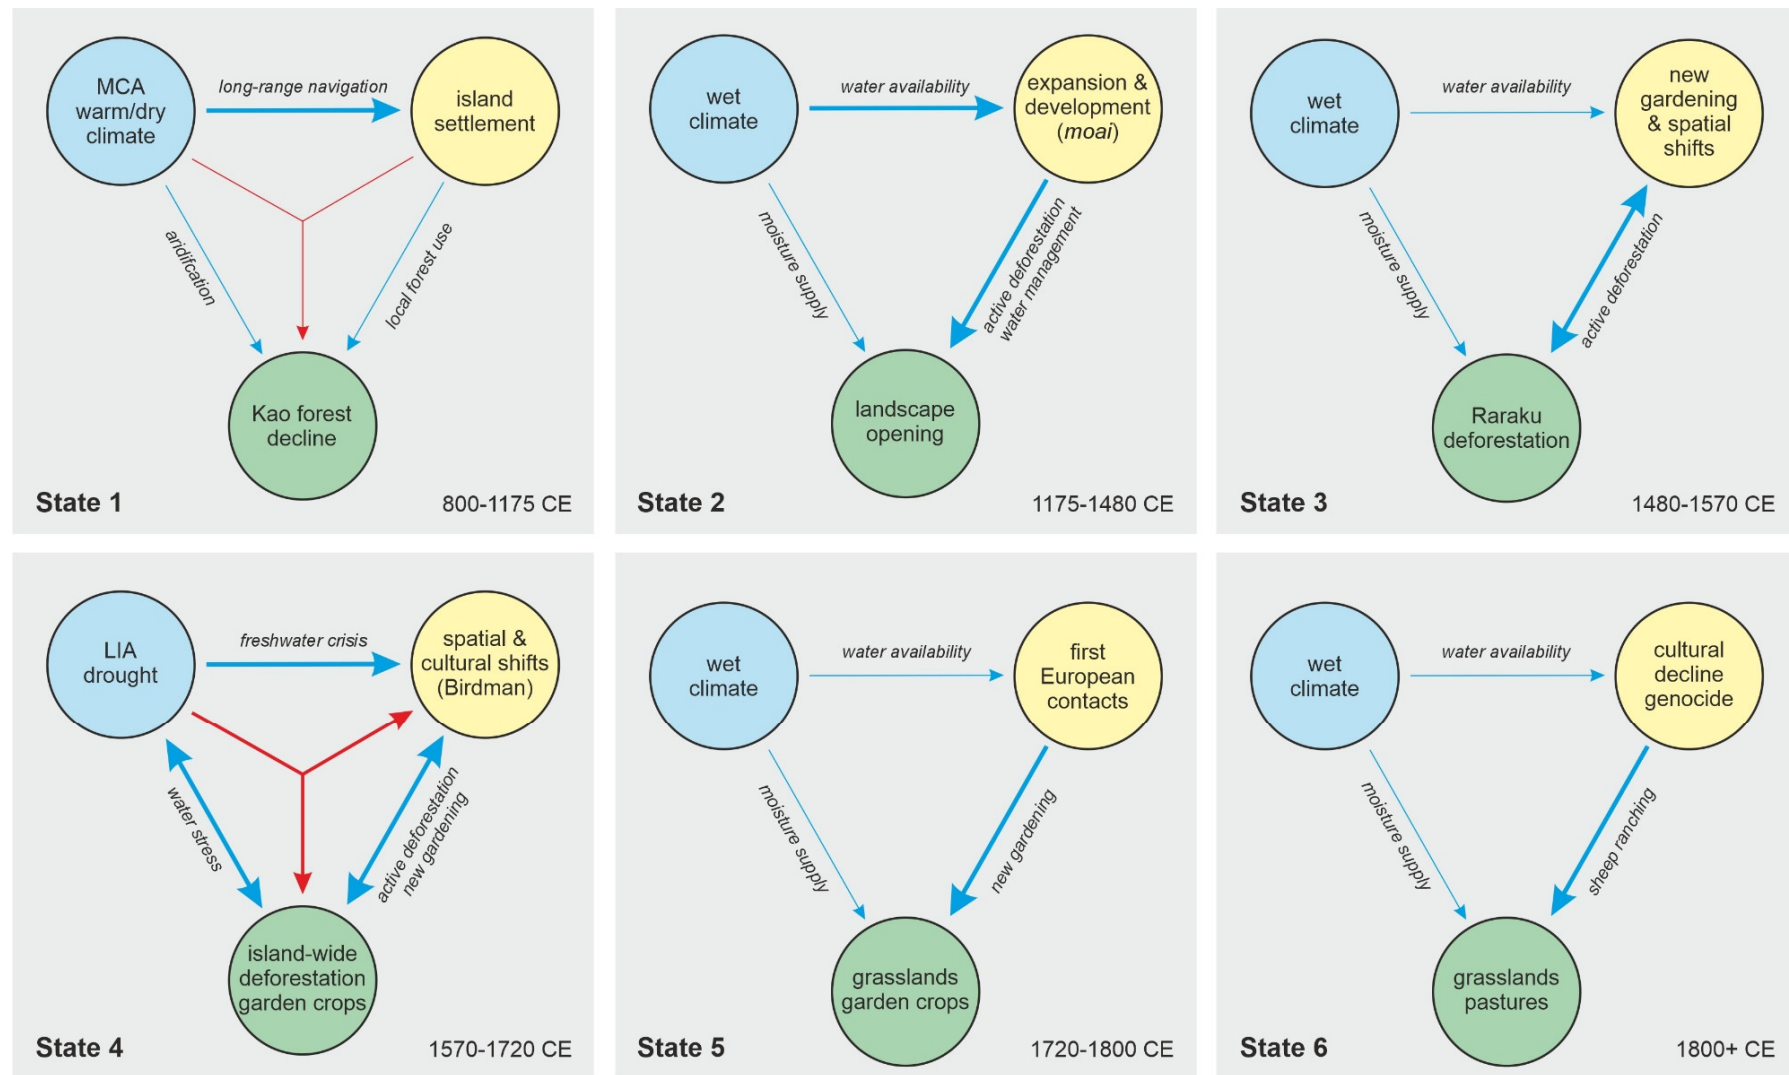 MCA
warm/dry
climate
long-range navigation
island
settlement
aridifcation
local forest use
Kao forest
decline
State 1
800-1175 CE
wet
climate
water availability
expansion &
development
(moai)
moisture supply
active deforestation
water management
landscape
opening
State 2
1175-1480 CE
wet
climate
water availability
new
gardening
& spatial
shifts
moisture supply
active deforestation
Raraku
deforestation
State 3
1480-1570 CE
LIA
drought
freshwater crisis
spatial &
cultural shifts
(Birdman)
water stress
active deforestation
new gardening
island-wide
deforestation
garden crops
State 4
1570-1720 CE
wet
climate
water availability
first
European
contacts
moisture supply
new gardening
grasslands
garden crops
State 5
1720-1800 CE
wet
climate
water availability
cultural
decline
genocide
moisture supply
sheep ranching
grasslands
pastures
State 6
1800+ CE